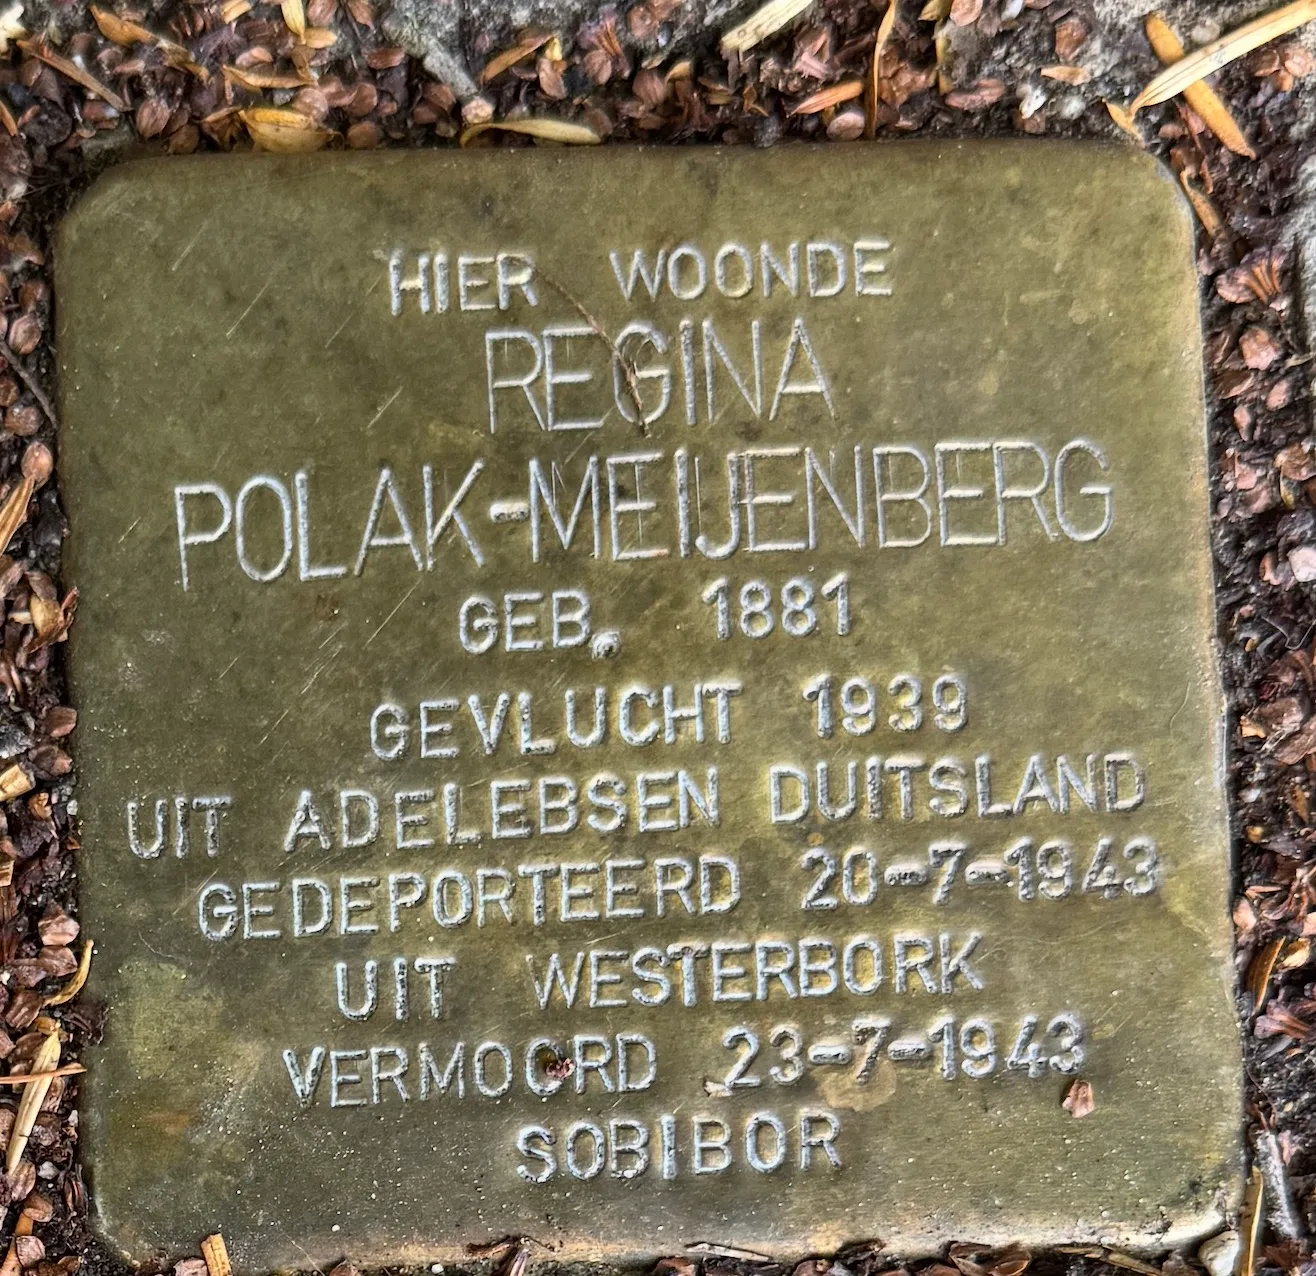 HIER WOONDE
REGINA
POLAK-MEIJENBERG
GEB. 1881
GEVLUCHT 1939
UIT ADELEBSEN DUITSLAND
GEDEPORTEERD 20-7-1943
UIT WESTERBORK
VERMOORD 23-7-1943
SOBIBOR